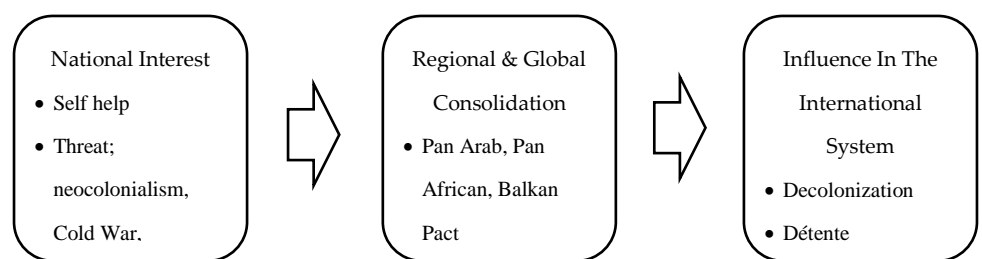 National Interest
• Self help
• Threat;
neocolonialism,
Cold War,
Regional & Global
Consolidation
• Pan Arab, Pan
African, Balkan
Pact
Influence In The
International
System
• Decolonization
• Détente